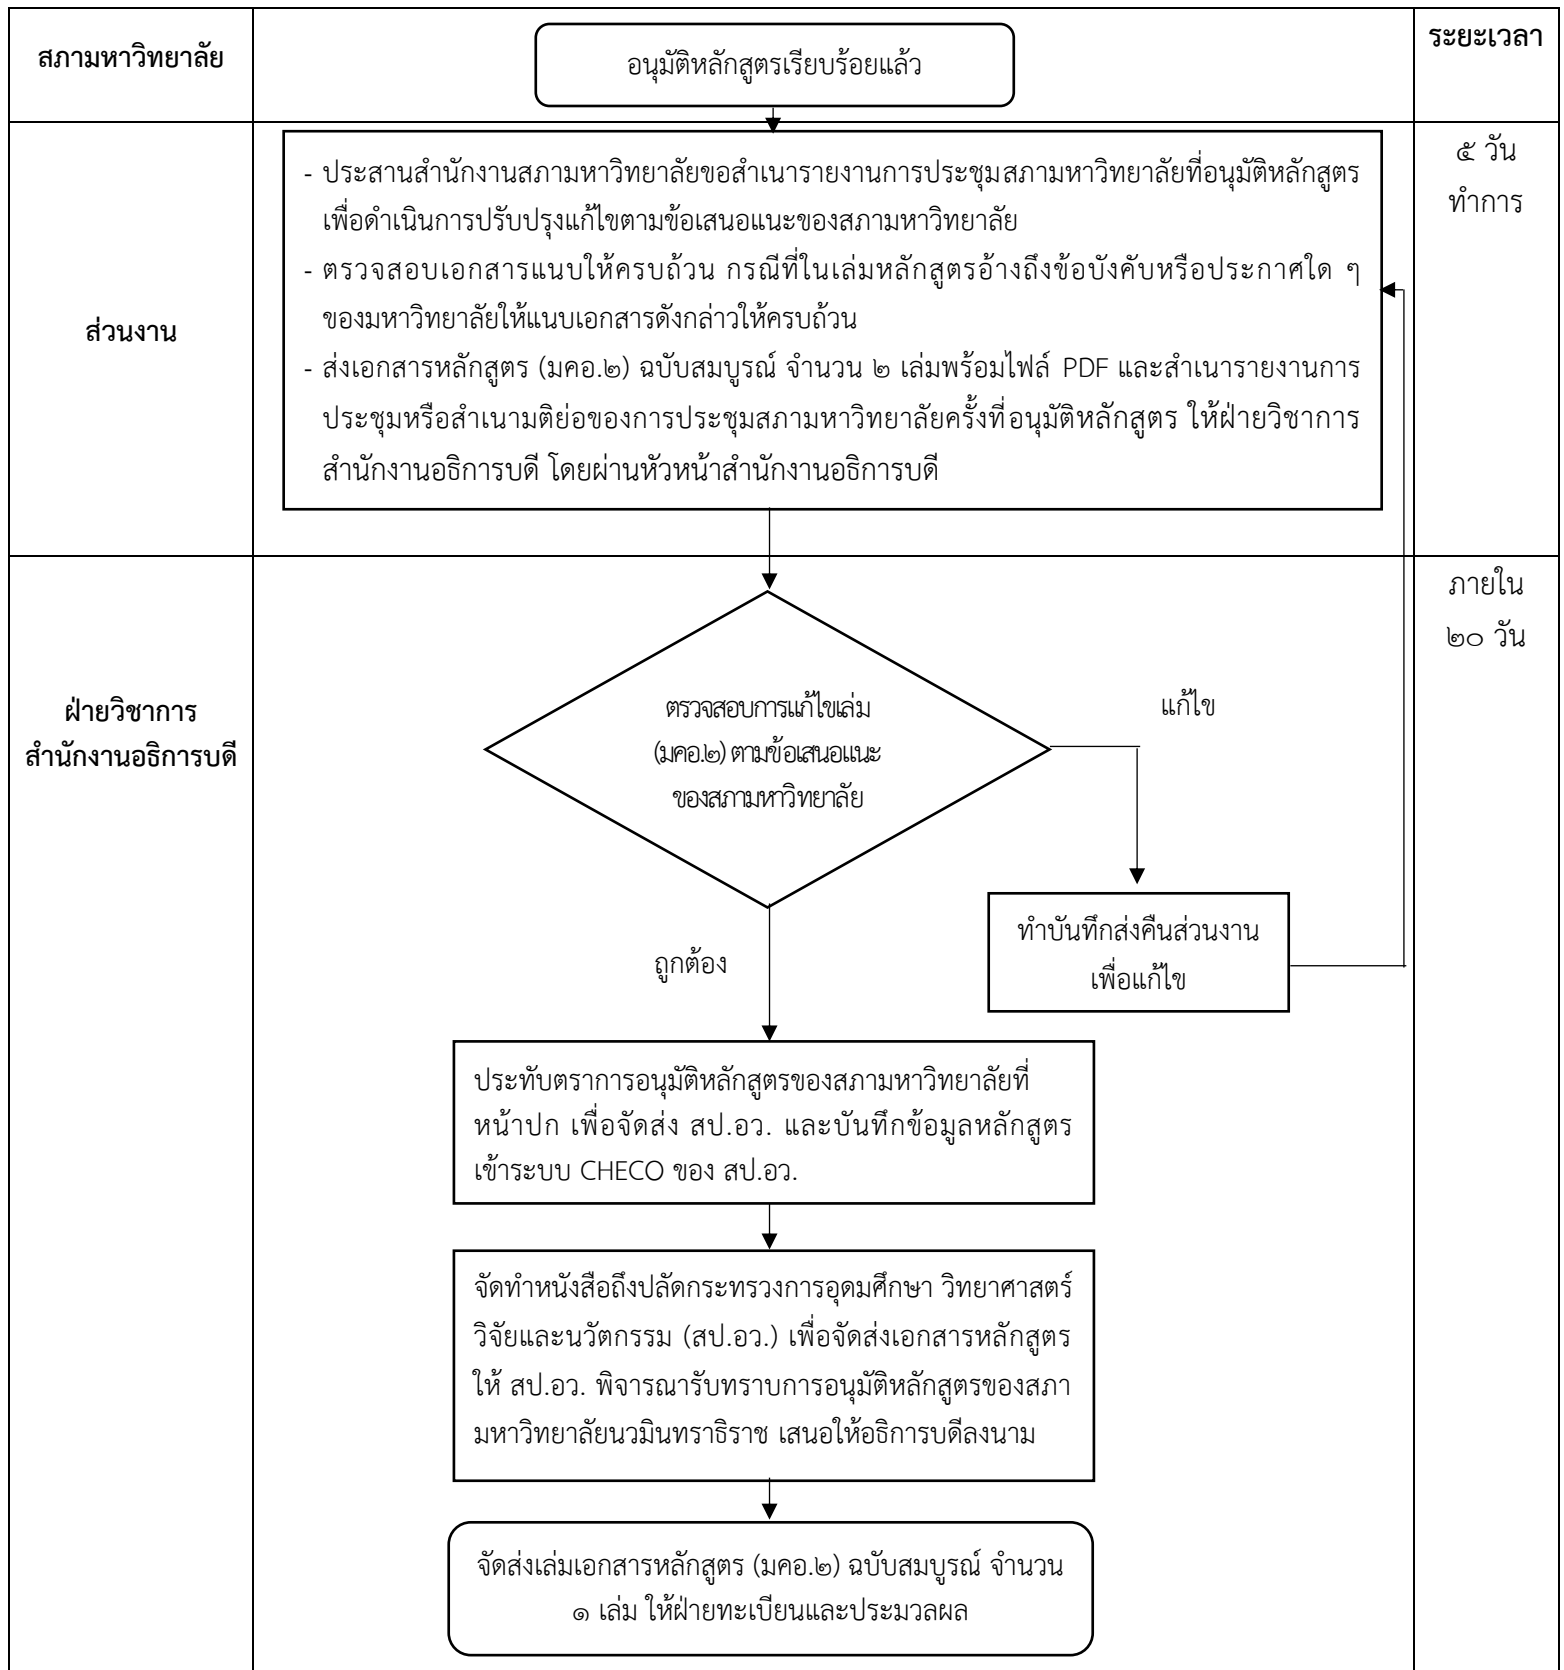 สภามหาวิทยาลัย
อนุมัติหลักสูตรเรียบร้อยแล้ว
ระยะเวลา
ส่วนงาน
- ประสานสำนักงานสภามหาวิทยาลัยขอสำเนารายงานการประชุมสภามหาวิทยาลัยที่อนุมัติหลักสูตร
เพื่อดำเนินการปรับปรุงแก้ไขตามข้อเสนอแนะของสภามหาวิทยาลัย
- ตรวจสอบเอกสารแนบให้ครบถ้วน กรณีที่ในเล่มหลักสูตรอ้างถึงข้อบังคับหรือประกาศใด ๆ
ของมหาวิทยาลัยให้แนบเอกสารดังกล่าวให้ครบถ้วน
- ส่งเอกสารหลักสูตร (มคอ.๒) ฉบับสมบูรณ์ จำนวน ๒ เล่มพร้อมไฟล์ PDF และสำเนารายงานการ
ประชุมหรือสำเนามติย่อของการประชุมสภามหาวิทยาลัยครั้งที่อนุมัติหลักสูตร ให้ฝ่ายวิชาการ
สำนักงานอธิการบดี โดยผ่านหัวหน้าสำนักงานอธิการบดี
๕ วัน
ทำการ
ฝ่ายวิชาการ
สำนักงานอธิการบดี
ภายใน
๒๐ วัน
ตรวจสอบการแก้ไขเล่ม
(มคอ.๒) ตามข้อเสนอแนะ
ของสภามหาวิทยาลัย
แก้ไข
ทำบันทึกส่งคืนส่วนงาน
เพื่อแก้ไข
ถูกต้อง
ประทับตราการอนุมัติหลักสูตรของสภามหาวิทยาลัยที่
หน้าปก เพื่อจัดส่ง สป.อว. และบันทึกข้อมูลหลักสูตร
เข้าระบบ CHECO ของ สป.อว.
จัดทำหนังสือถึงปลัดกระทรวงการอุดมศึกษา วิทยาศาสตร์
วิจัยและนวัตกรรม (สป.อว.) เพื่อจัดส่งเอกสารหลักสูตร
ให้ สป.อว. พิจารณารับทราบการอนุมัติหลักสูตรของสภา
มหาวิทยาลัยนวมินทราธิราช เสนอให้อธิการบดีลงนาม
จัดส่งเล่มเอกสารหลักสูตร (มคอ.๒) ฉบับสมบูรณ์ จำนวน
๑ เล่ม ให้ฝ่ายทะเบียนและประมวลผล